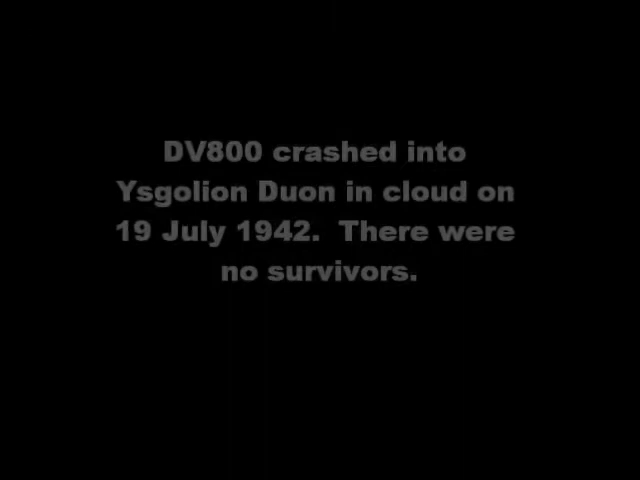 DV800 crashed into
Ysgolion Duon in cloud on
19 July 1942.  There were
no survivors.